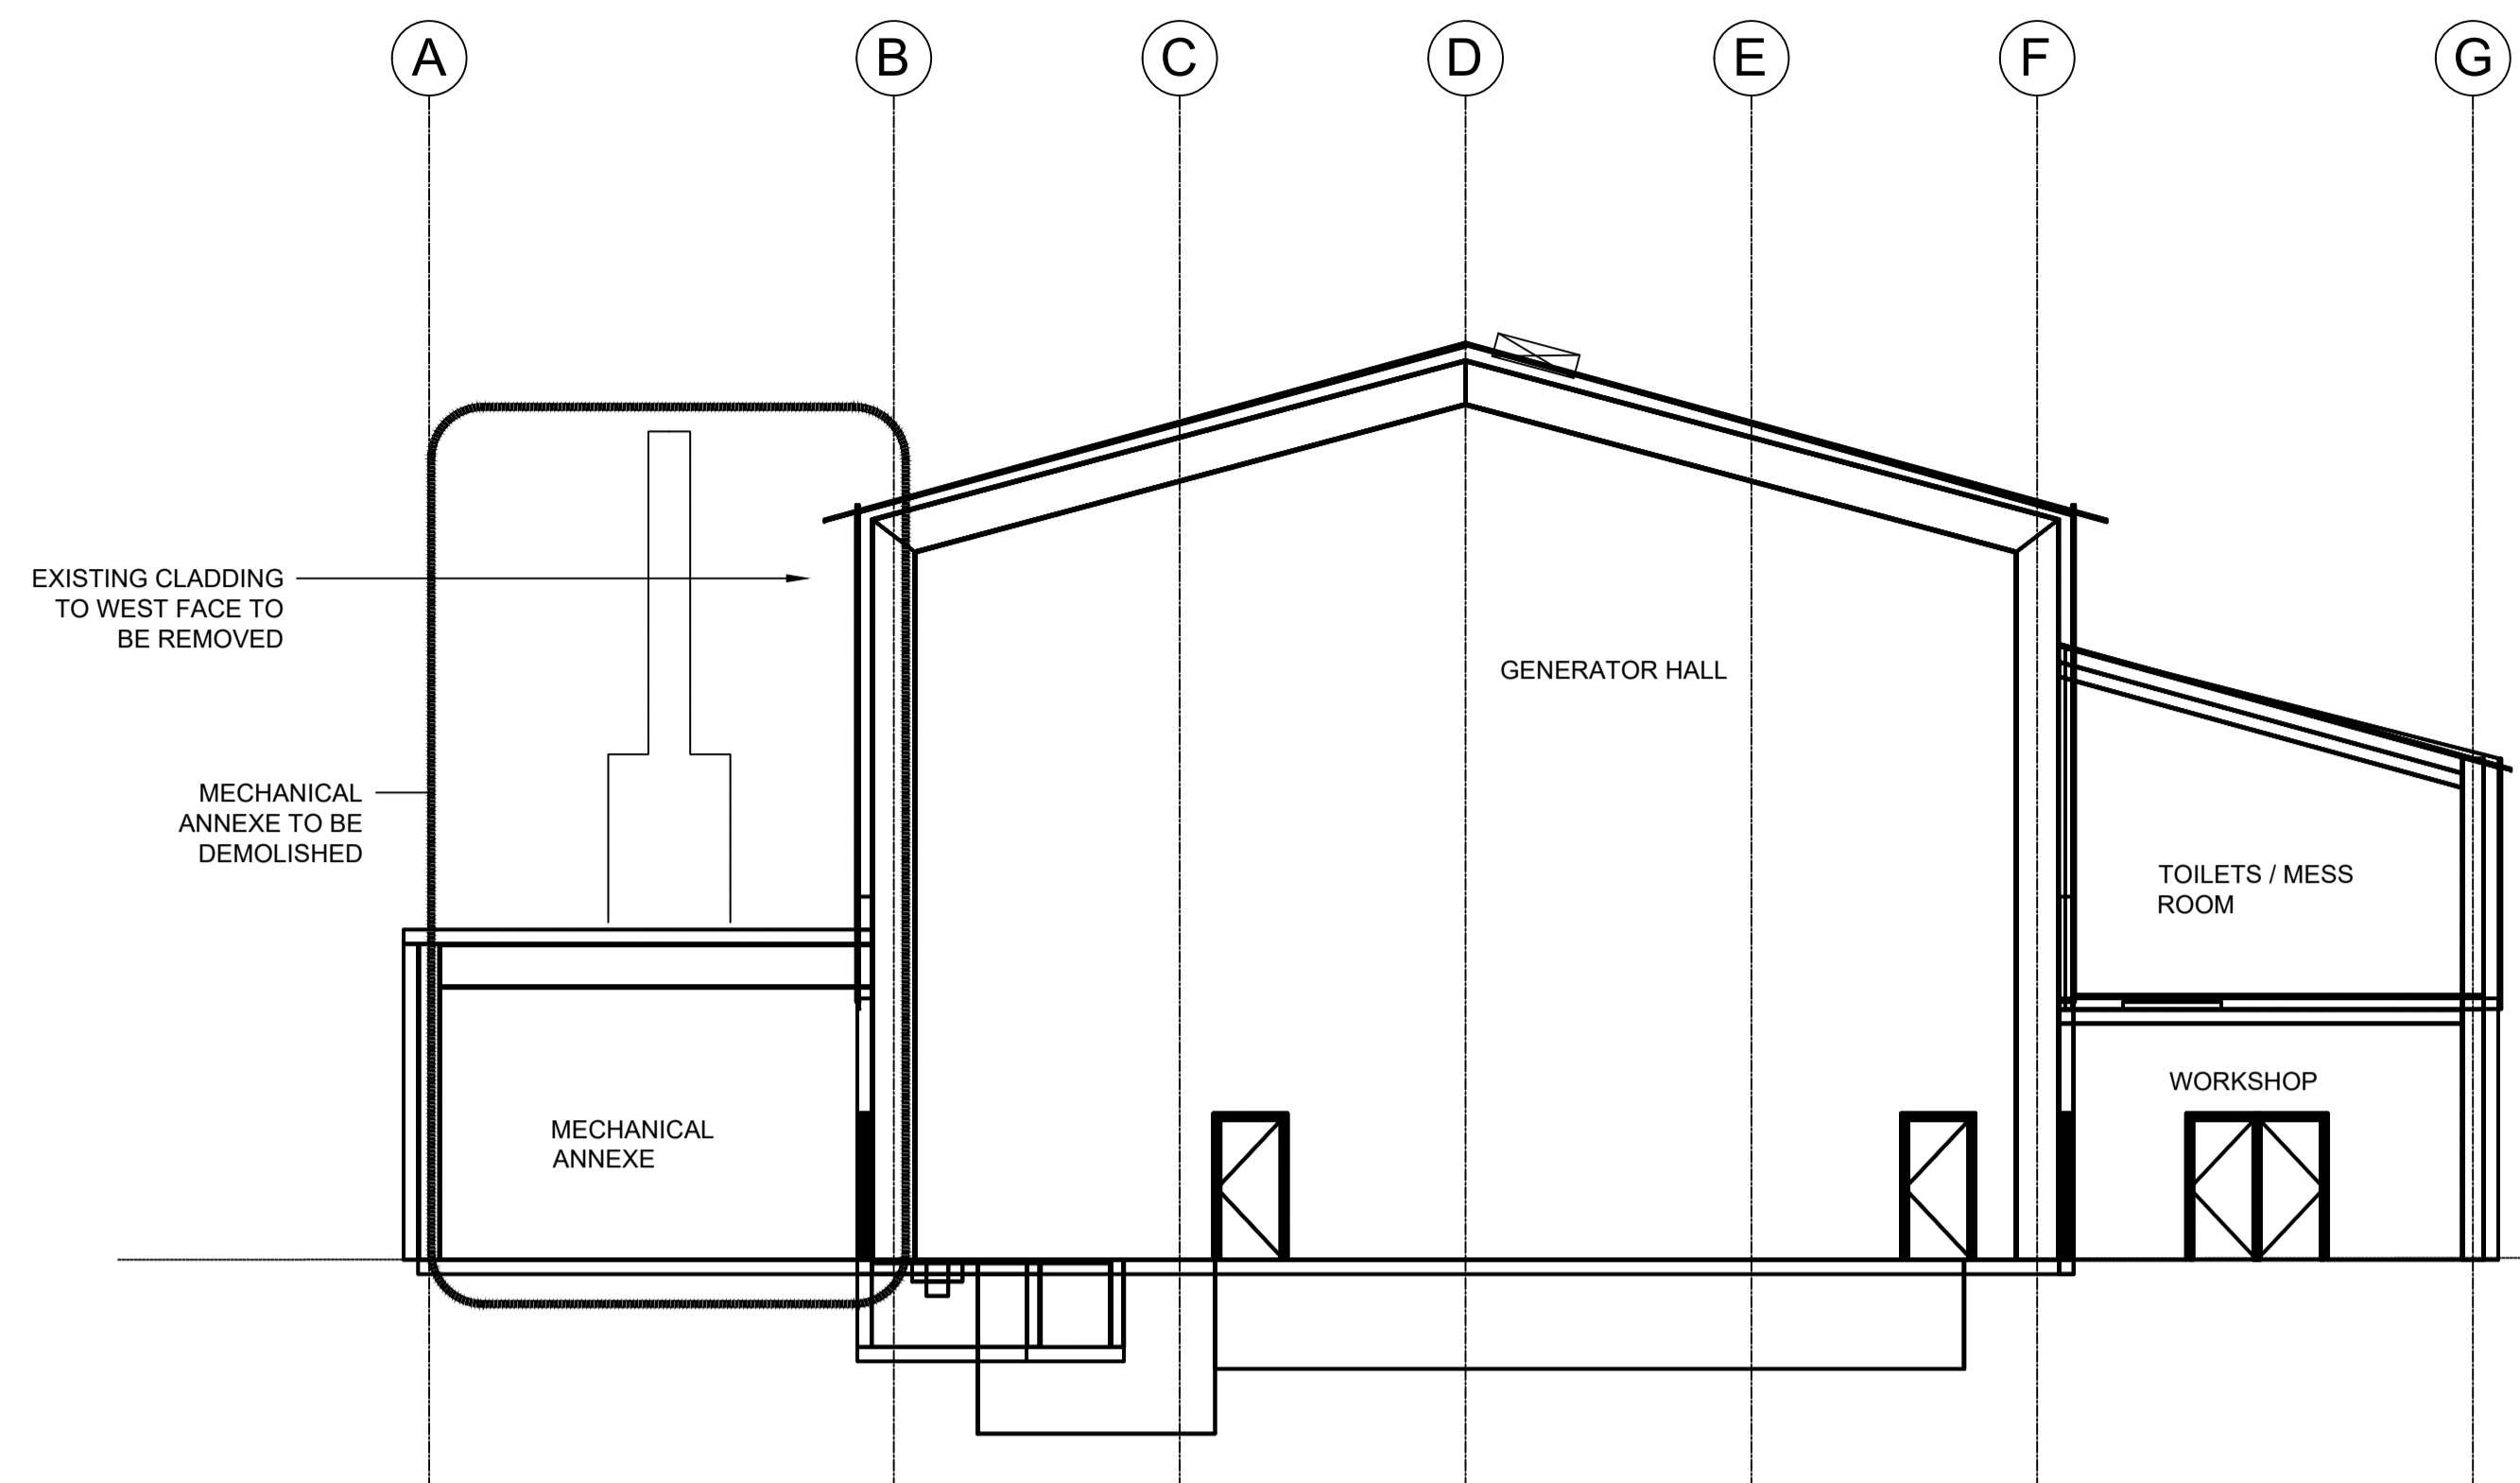 A
B
C
D
E
F
G
EXISTING CLADDING
TO WEST FACE TO
BE REMOVED
GENERATOR HALL
MECHANICAL
ANNEXE TO BE
DEMOLISHED
TOILETS / MESS
ROOM
WORKSHOP
MECHANICAL
ANNEXE